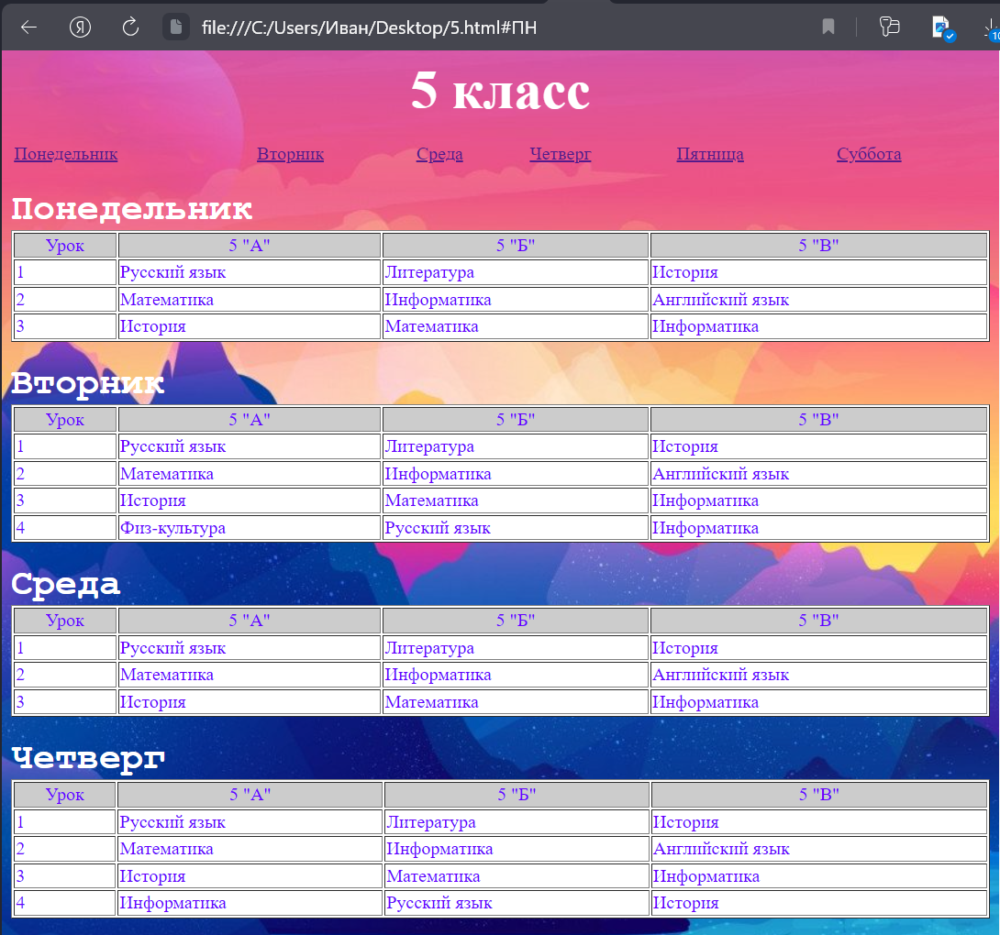 Я file:///C:/Users/Иван/Desktop/5.html#ПН
5 класс
Понедельник Вторник Среда Четверг Пятница Суббота
Понедельник
Урок 5 "А" 5 "Б" 5 "В"
1 Русский язык Литература История
2 Математика Информатика Английский язык
3 История Математика Информатика
Вторник
Урок 5 "А" 5 "Б" 5 "В"
1 Русский язык Литература История
2 Математика Информатика Английский язык
3 История Математика Информатика
4 Физ-культура Русский язык Информатика
Среда
Урок 5 "А" 5 "Б" 5 "В"
1 Русский язык Литература История
2 Математика Информатика Английский язык
3 История Математика Информатика
Четверг
Урок 5 "А" 5 "Б" 5 "В"
1 Русский язык Литература История
2 Математика Информатика Английский язык
3 История Математика Информатика
4 Информатика Русский язык История